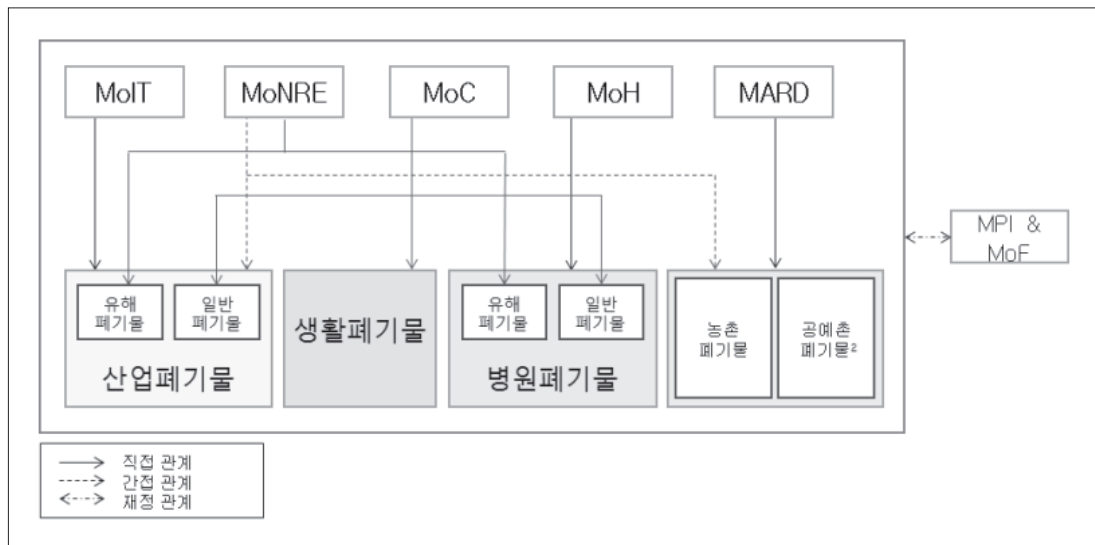 MoIT
MoNRE
MoC
MoH
MARD
MPI &
MoF
유해
폐기물
일반
폐기물
산업폐기물
생활폐기물
유해
폐기물
일반
폐기물
병원폐기물
농촌
폐기물
공예촌
폐기물²
직접 관계
간접 관계
재정 관계